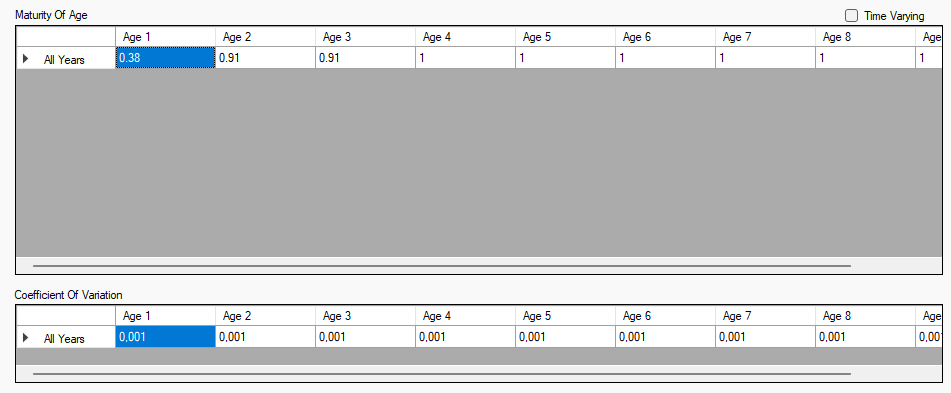 Maturity Of Age Time Varying
Age 1 Age 2 Age 3 Age 4 Age 5 Age 6 Age 7 Age 8 Age
All Years 0.38 0.91 0.91 1 1 1 1 1 1
Coefficient Of Variation
Age 1 Age 2 Age 3 Age 4 Age 5 Age 6 Age 7 Age 8 Age
All Years 0,001 0,001 0,001 0,001 0,001 0,001 0,001 0,001 0,00